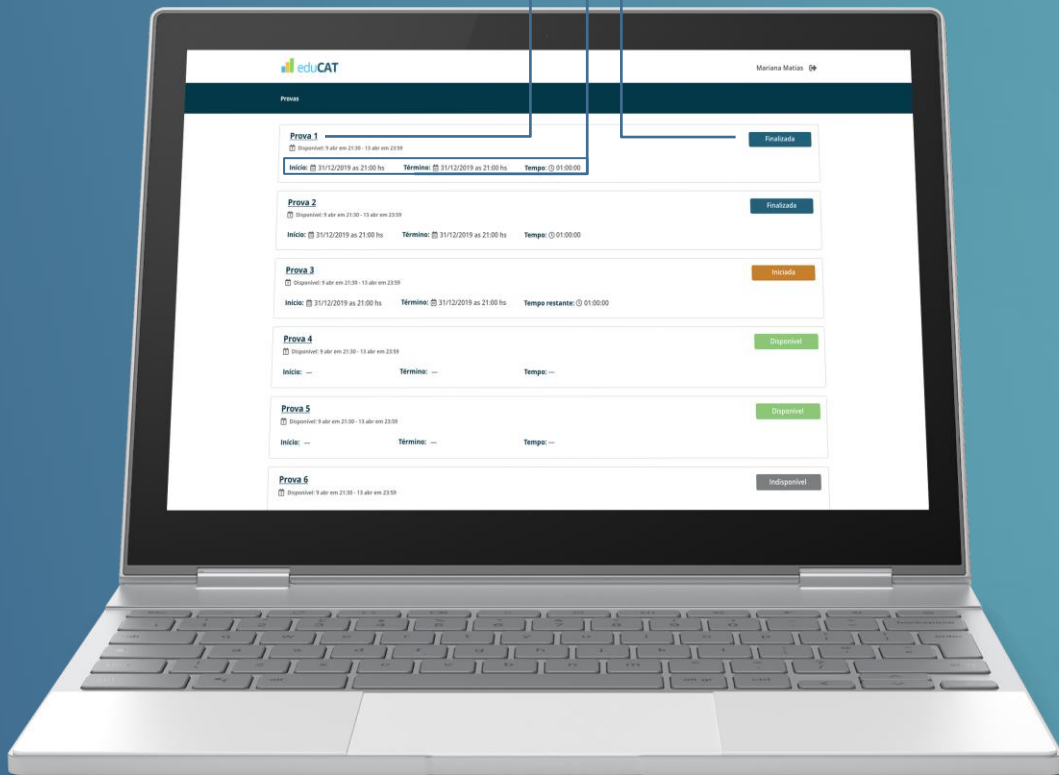 eduCAT
Mariana Matias
Provas
Prova 1
Finalizada
Disponível: 9 abr em 21:30 - 13 abr em 23:59
Início: 31/12/2019 as 21:00 hs Término: 31/12/2019 as 21:00 hs Tempo: 01:00:00
Prova 2
Finalizada
Disponível: 9 abr em 21:30 - 13 abr em 23:59
Início: 31/12/2019 as 21:00 hs Término: 31/12/2019 as 21:00 hs Tempo: 01:00:00
Prova 3
Iniciada
Disponível: 9 abr em 21:30 - 13 abr em 23:59
Início: 31/12/2019 as 21:00 hs Término: 31/12/2019 as 21:00 hs Tempo restante: 01:00:00
Prova 4
Disponível
Disponível: 9 abr em 21:30 - 13 abr em 23:59
Início: --- Término: --- Tempo: ---
Prova 5
Disponível
Disponível: 9 abr em 21:30 - 13 abr em 23:59
Início: --- Término: --- Tempo: ---
Prova 6
Indisponível
Disponível: 9 abr em 21:30 - 13 abr em 23:59